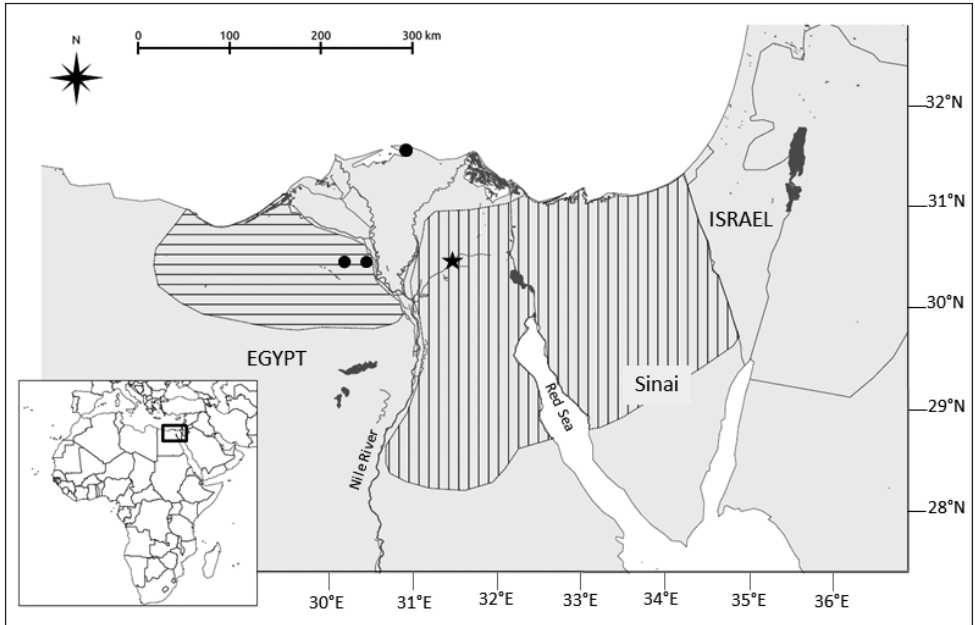 N
0 100 200 300 km
32°N
31°N
ISRAEL
30°N
EGYPT
Sinai
Red Sea
29°N
Nile River
28°N
30°E 31°E 32°E 33°E 34°E 35°E 36°E